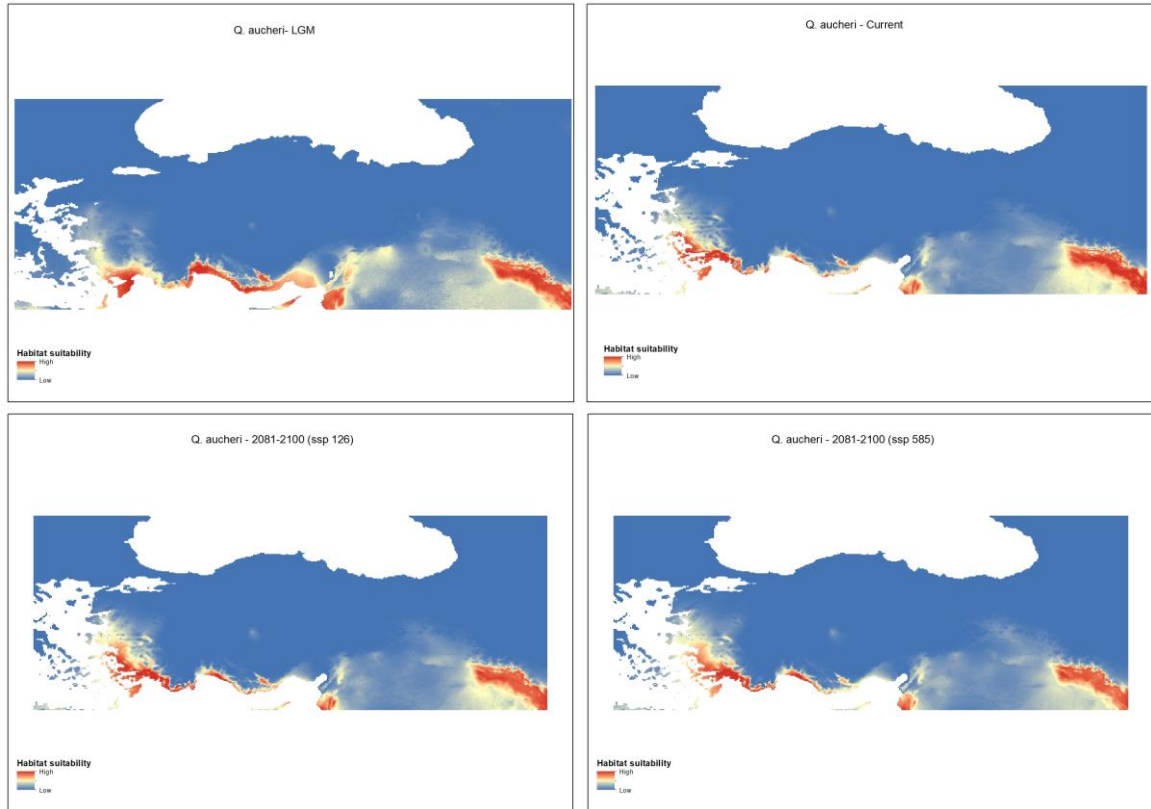 Q. aucheri- LGM
Habitat suitability
High
Low
Q. aucheri - Current
Habitat suitability
High
Low
Q. aucheri - 2081-2100 (ssp 126)
Habitat suitability
High
Low
Q. aucheri - 2081-2100 (ssp 585)
Habitat suitability
High
Low